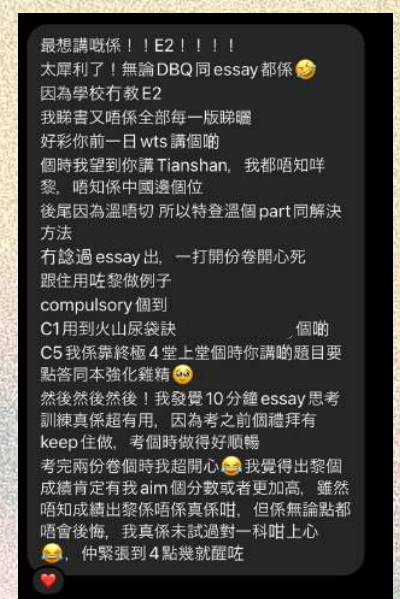 最想講嘅係！！E2！！！！
太犀利了！無論DBQ同essay都係🥲
因為學校冇教E2
我睇書又唔係全部每一版睇曬
好彩你前一日wts講個啲
個時我望到你講Tianshan，我都唔知咩
黎，唔知係中國邊個位
後尾因為溫唔切 所以特登溫個part同解決
方法
冇諗過essay出，一打開份卷開心死
跟住用咗黎做例子
compulsory個到
C1用到火山尿袋訣
個啲
C5我係靠終極4堂上堂個時你講啲題目要
點答同本強化雞精🥹
然後然後然後！我發覺10分鐘essay思考
訓練真係超有用，因為考之前個禮拜有
keep住做，考個時做得好順暢
考完兩份卷個時我超開心😂我覺得出黎個
成績肯定有我aim個分數或者更加高，雖然
唔知成績出黎係唔係真係咁，但係無論點都
唔會後悔，我真係未試過對一科咁上心
😂，仲緊張到4點幾就醒咗